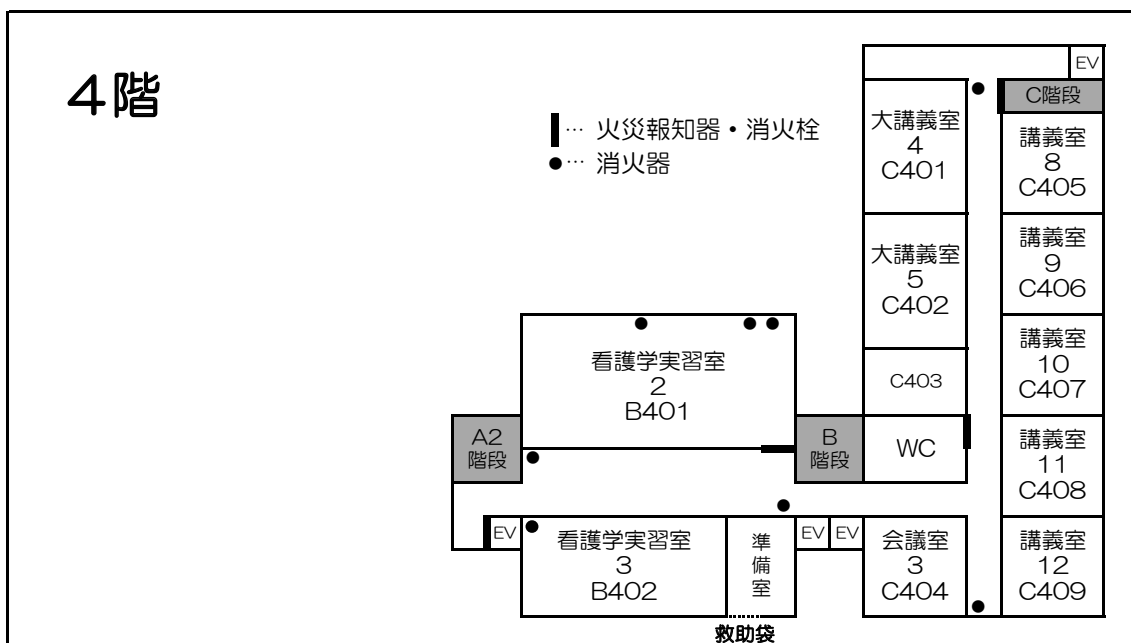 4階
… 火災報知器・消火栓
●… 消火器
EV
C階段
大講義室
4
C401
講義室
8
C405
大講義室
5
C402
講義室
9
C406
看護学実習室
2
B401
C403
講義室
10
C407
A2
階段
B
階段
WC
講義室
11
C408
EV
看護学実習室
3
B402
準
備
室
EV
EV
会議室
3
C404
講義室
12
C409
救助袋